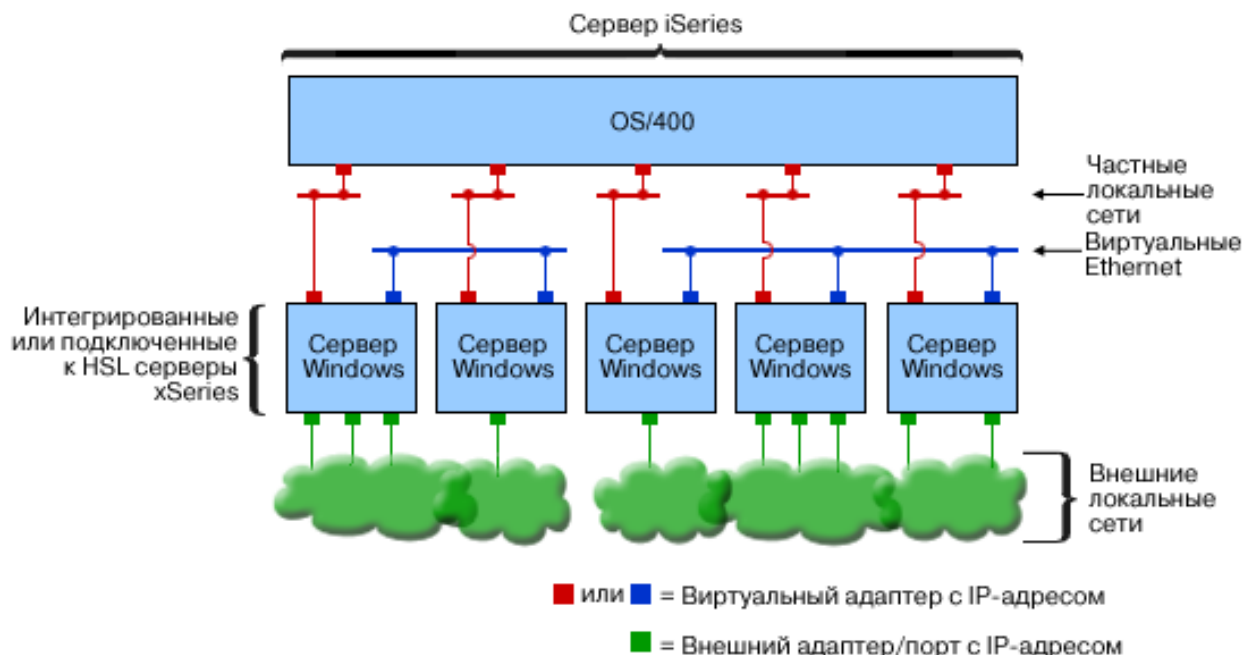 Сервер iSeries
OS/400
Частные
локальные
сети
Виртуальные
Ethernet
Интегрированные
или подключенные
к HSL серверы
xSeries
Сервер
Windows
Сервер
Windows
Сервер
Windows
Сервер
Windows
Сервер
Windows
Внешние
локальные
сети
или = Виртуальный адаптер с IP-адресом
= Внешний адаптер/порт с IP-адресом